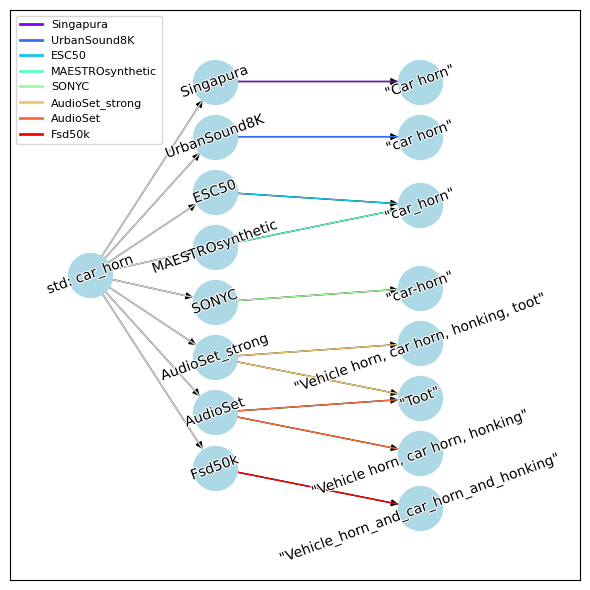 Singapura
UrbanSound8K
ESC50
MAESTROsynthetic
SONYC
AudioSet_strong
AudioSet
Fsd50k
std: car_horn
Singapura
UrbanSound8K
ESC50
MAESTROsynthetic
SONYC
AudioSet_strong
AudioSet
Fsd50k
"Car horn"
"car horn"
"car_horn"
"car-horn"
"Vehicle horn, car horn, honking, toot"
"Toot"
"Vehicle horn, car horn, honking"
"Vehicle_horn_and_car_horn_and_honking"